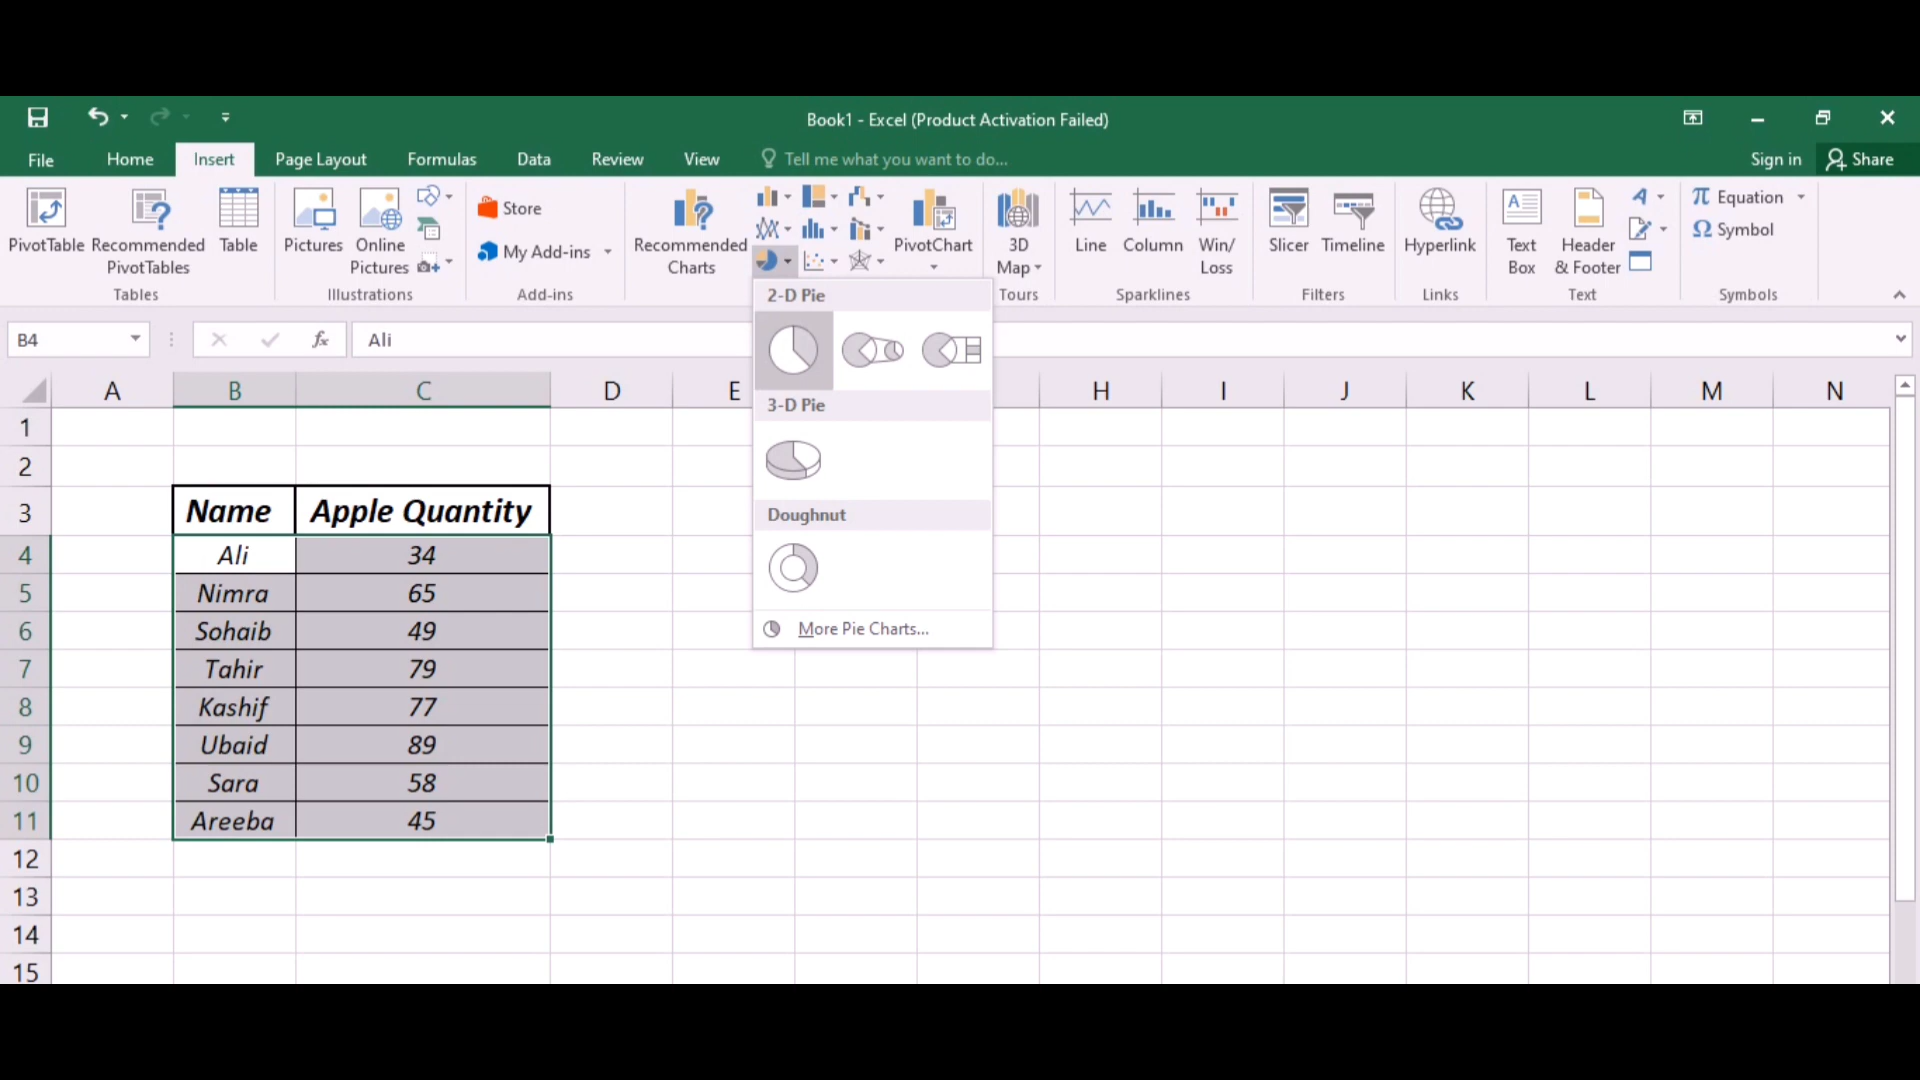 Book1 - Excel (Product Activation Failed)
File Home Insert Page Layout Formulas Data Review View Tell me what you want to do... Sign in Share
PivotTable Recommended PivotTables Table
Tables
Pictures Online Pictures
Illustrations
Store
My Add-ins
Add-ins
Recommended Charts
PivotChart
3D Map
Tours
Line Column Win/Loss
Sparklines
Slicer Timeline
Filters
Hyperlink
Links
Text Box Header & Footer
Text
π Equation
Ω Symbol
Symbols
B4 fx Ali
2-D Pie
3-D Pie
Doughnut
More Pie Charts...
A B C D E H I J K L M N
1
2
3 Name Apple Quantity
4 Ali 34
5 Nimra 65
6 Sohaib 49
7 Tahir 79
8 Kashif 77
9 Ubaid 89
10 Sara 58
11 Areeba 45
12
13
14
15